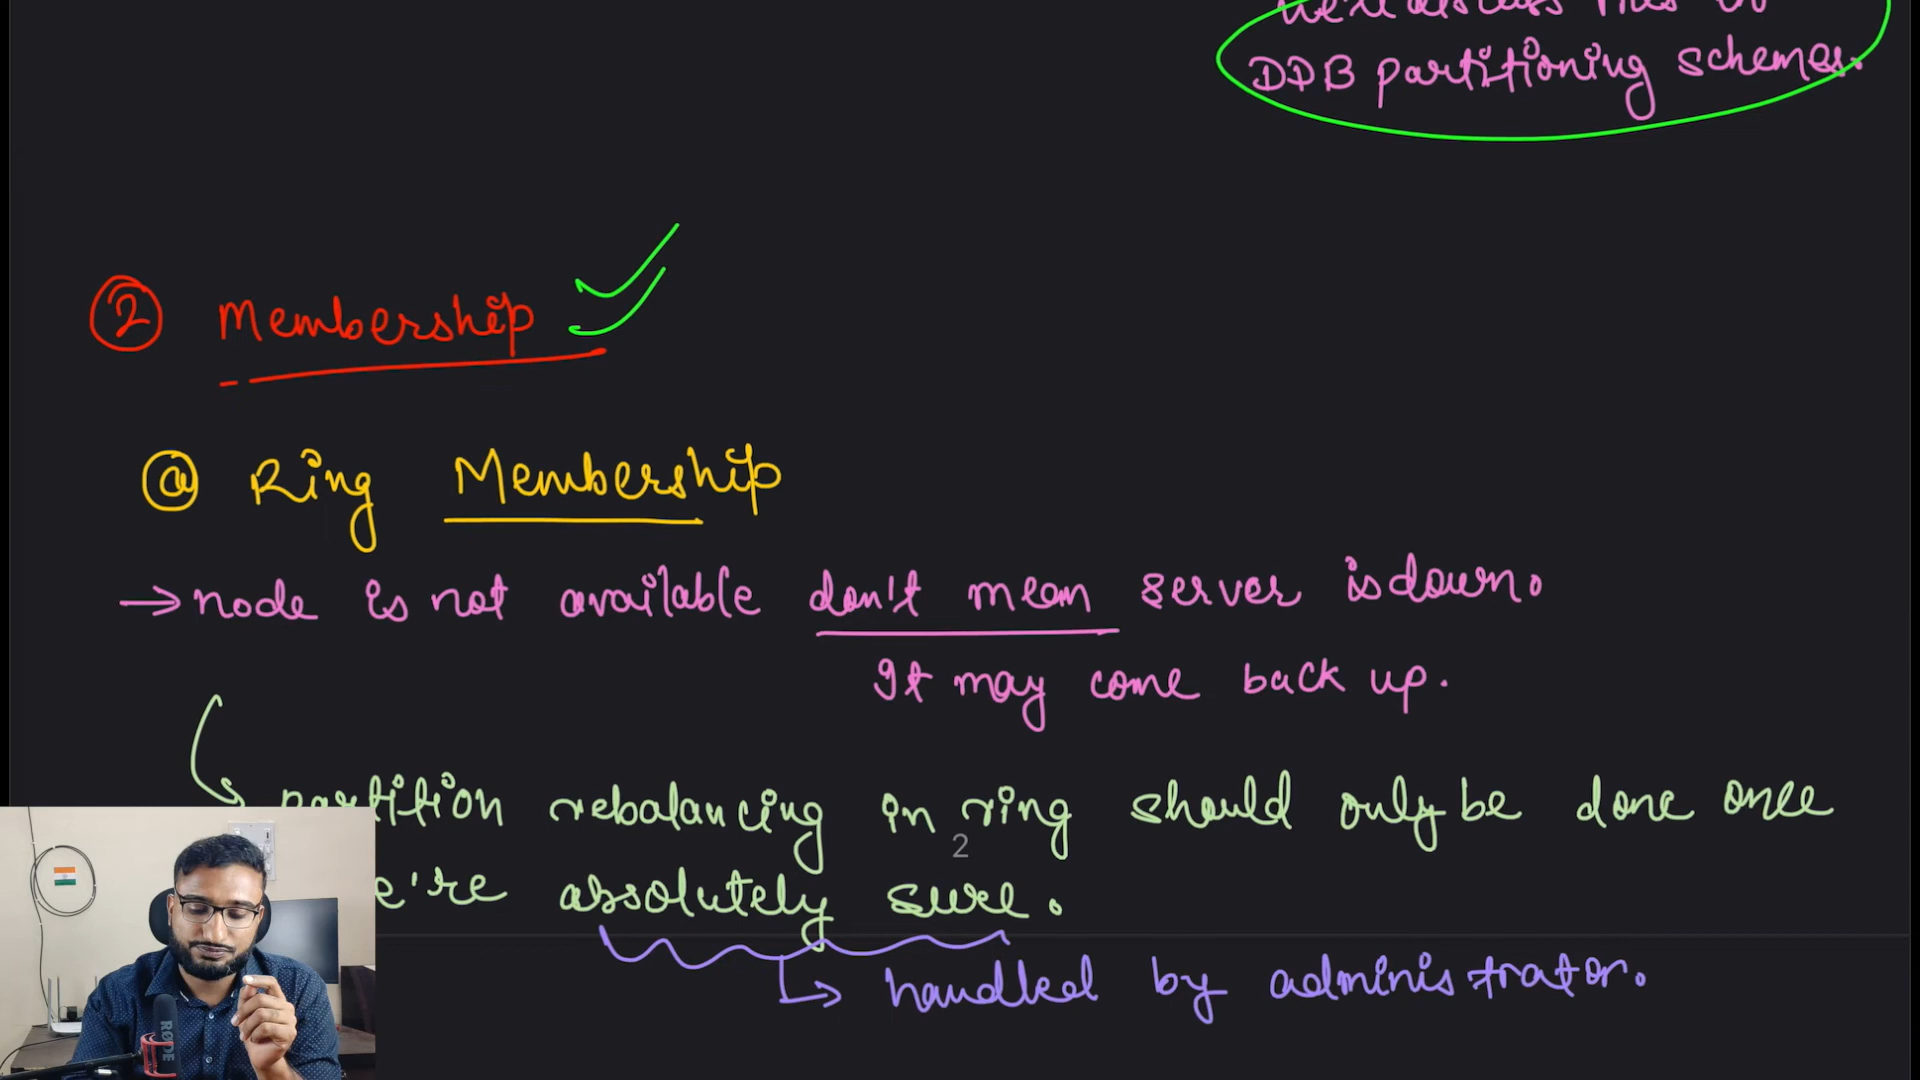 DDB partitioning schemes.
② Membership
ⓐ Ring Membership
→ node is not available don't mean server is down.
It may come back up.
partition rebalancing in ring should only be done once
2
e're absolutely sure.
↳ handled by administrator.
RØDE